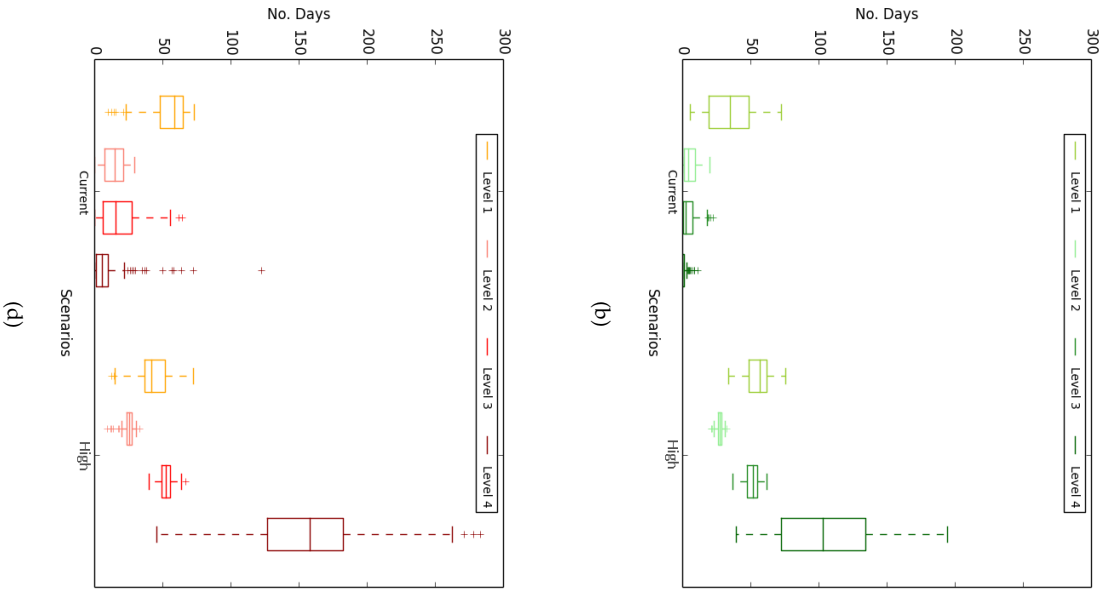 No. Days
0 50 100 150 200 250 300
Level 1 Level 2 Level 3 Level 4
Current High
Scenarios
(b)
No. Days
0 50 100 150 200 250 300
Level 1 Level 2 Level 3 Level 4
Current High
Scenarios
(d)